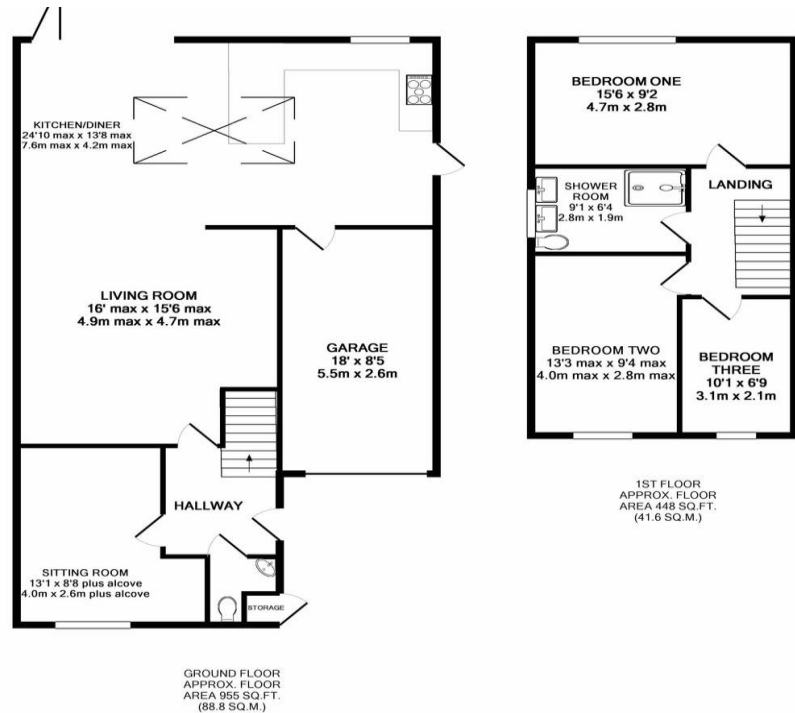 KITCHEN/DINER
24'10 max x 13'8 max
7.6m max x 4.2m max
LIVING ROOM
16' max x 15'6 max
4.9m max x 4.7m max
GARAGE
18' x 8'5
5.5m x 2.6m
HALLWAY
SITTING ROOM
13'1 x 8'8 plus alcove
4.0m x 2.6m plus alcove
STORAGE
GROUND FLOOR
APPROX. FLOOR
AREA 955 SQ.FT.
(88.8 SQ.M.)
BEDROOM ONE
15'6 x 9'2
4.7m x 2.8m
SHOWER
ROOM
9'1 x 6'4
2.8m x 1.9m
LANDING
BEDROOM TWO
13'3 max x 9'4 max
4.0m max x 2.8m max
BEDROOM
THREE
10'1 x 6'9
3.1m x 2.1m
1ST FLOOR
APPROX. FLOOR
AREA 448 SQ.FT.
(41.6 SQ.M.)